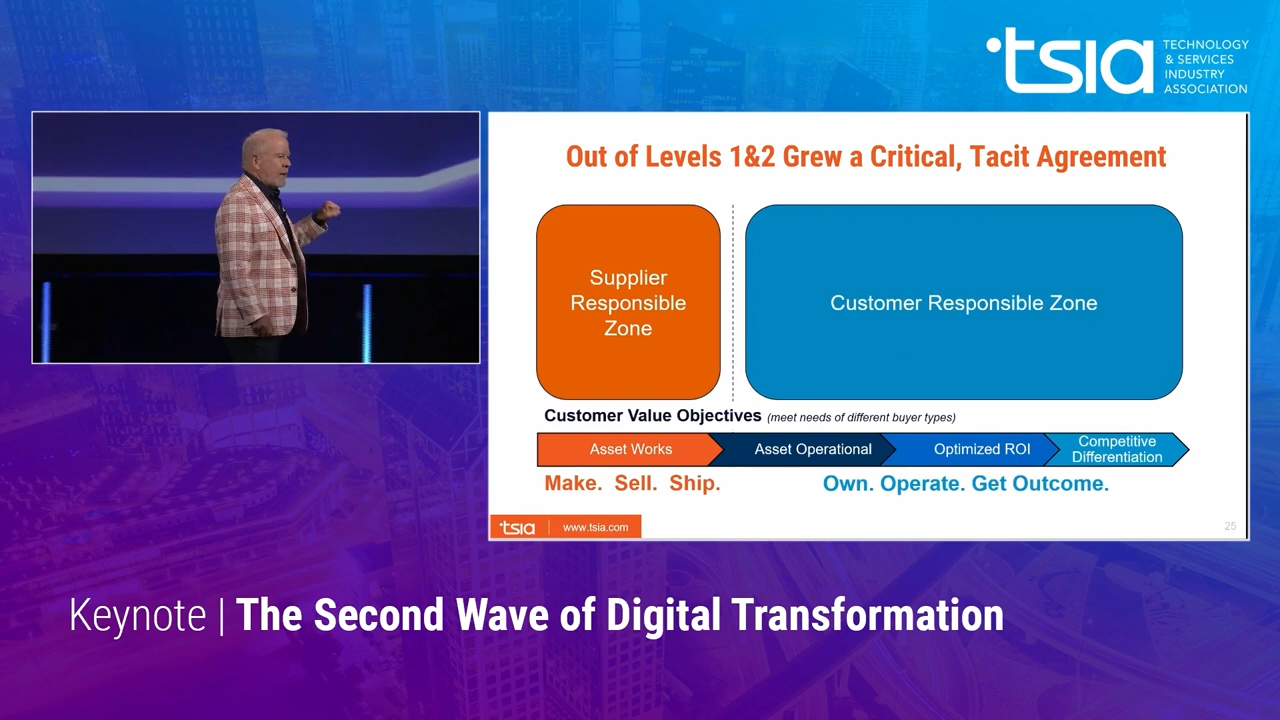 tsia
TECHNOLOGY
& SERVICES
INDUSTRY
ASSOCIATION
Out of Levels 1&2 Grew a Critical, Tacit Agreement
Supplier
Responsible
Zone
Customer Responsible Zone
Customer Value Objectives (meet needs of different buyer types)
Asset Works
Asset Operational
Optimized ROI
Competitive
Differentiation
Make. Sell. Ship.
Own. Operate. Get Outcome.
tsia | www.tsia.com
25
Keynote | The Second Wave of Digital Transformation